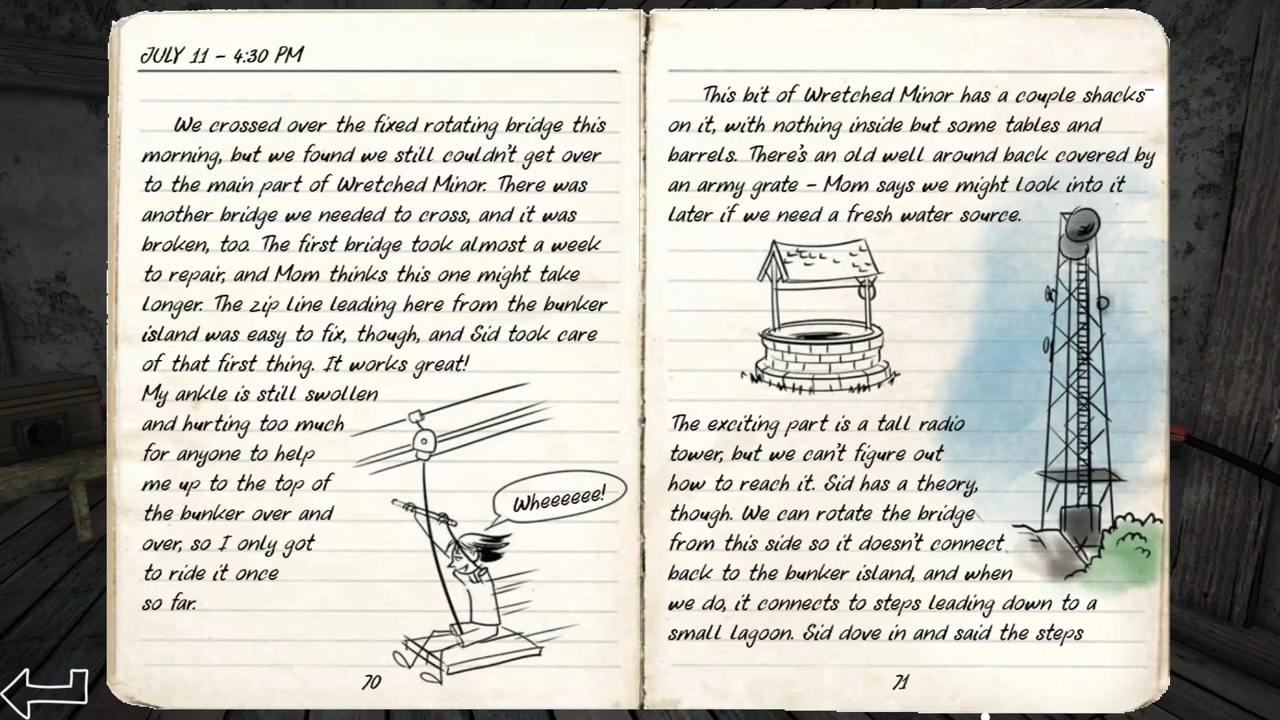 JULY 11 - 4:30 PM
We crossed over the fixed rotating bridge this
morning, but we found we still couldn't get over
to the main part of Wretched Minor. There was
another bridge we needed to cross, and it was
broken, too. The first bridge took almost a week
to repair, and Mom thinks this one might take
longer. The zip line leading here from the bunker
island was easy to fix, though, and Sid took care
of that first thing. It works great!
My ankle is still swollen
and hurting too much
for anyone to help
me up to the top of
the bunker over and
over, so I only got
to ride it once
so far.
Wheeeeee!
70
This bit of Wretched Minor has a couple shacks
on it, with nothing inside but some tables and
barrels. There's an old well around back covered by
an army grate - Mom says we might look into it
later if we need a fresh water source.
The exciting part is a tall radio
tower, but we can't figure out
how to reach it. Sid has a theory,
though. We can rotate the bridge
from this side so it doesn't connect
back to the bunker island, and when
we do, it connects to steps leading down to a
small lagoon. Sid dove in and said the steps
71